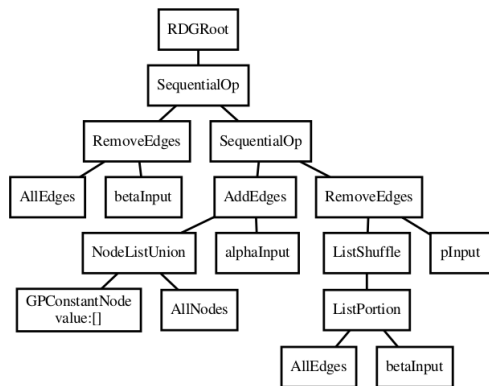 RDGRoot
SequentialOp
RemoveEdges
SequentialOp
AllEdges
betaInput
AddEdges
RemoveEdges
NodeListUnion
alphaInput
ListShuffle
pInput
GPConstantNode
value:[]
AllNodes
ListPortion
AllEdges
betaInput